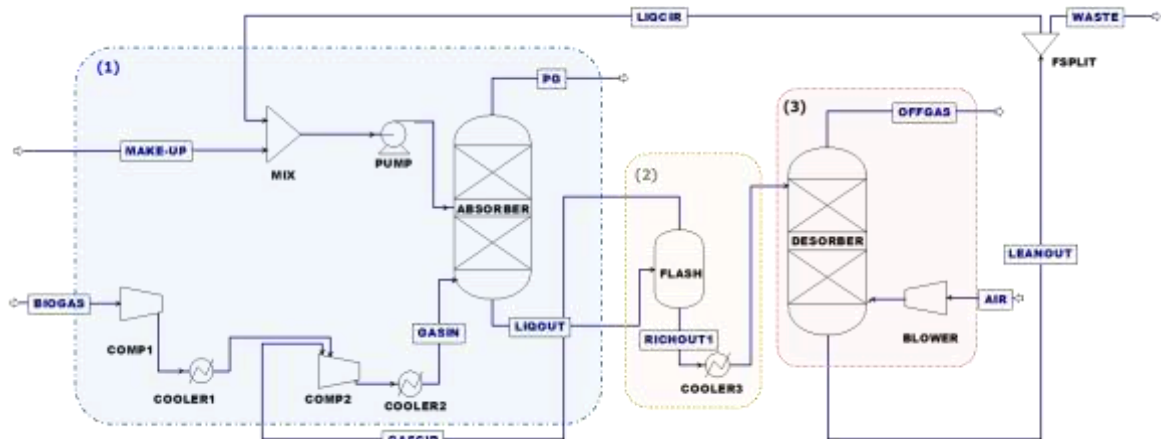 LIQCIR
WASTE
FSPLIT
(1)
PG
(3)
OFFGAS
MAKE-UP
MIX
PUMP
(2)
ABSORBER
DESORBER
LEANOUT
FLASH
BIOGAS
AIR
GASIN
LIQOUT
RICHOUT1
BLOWER
COMP1
COOLER1
COMP2
COOLER2
COOLER3